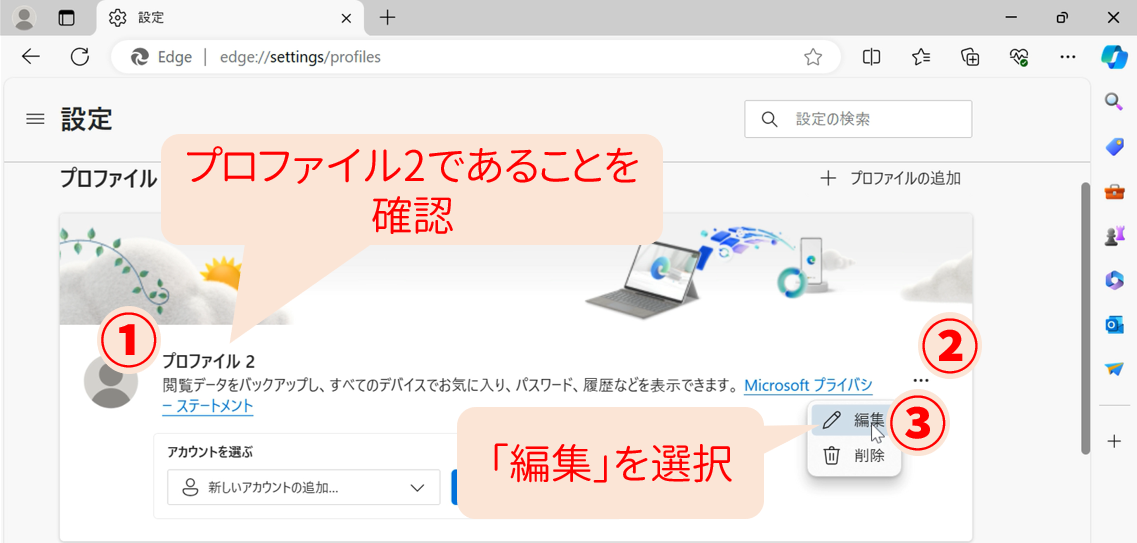 設定
Edge | edge://settings/profiles
設定
設定の検索
プロファイル2であることを
確認
プロファイル
プロファイルの追加
1
2
プロファイル 2
閲覧データをバックアップし、すべてのデバイスでお気に入り、パスワード、履歴などを表示できます。 Microsoft プライバシ
ー ステートメント
3
編集
削除
アカウントを選ぶ
新しいアカウントの追加...
「編集」を選択